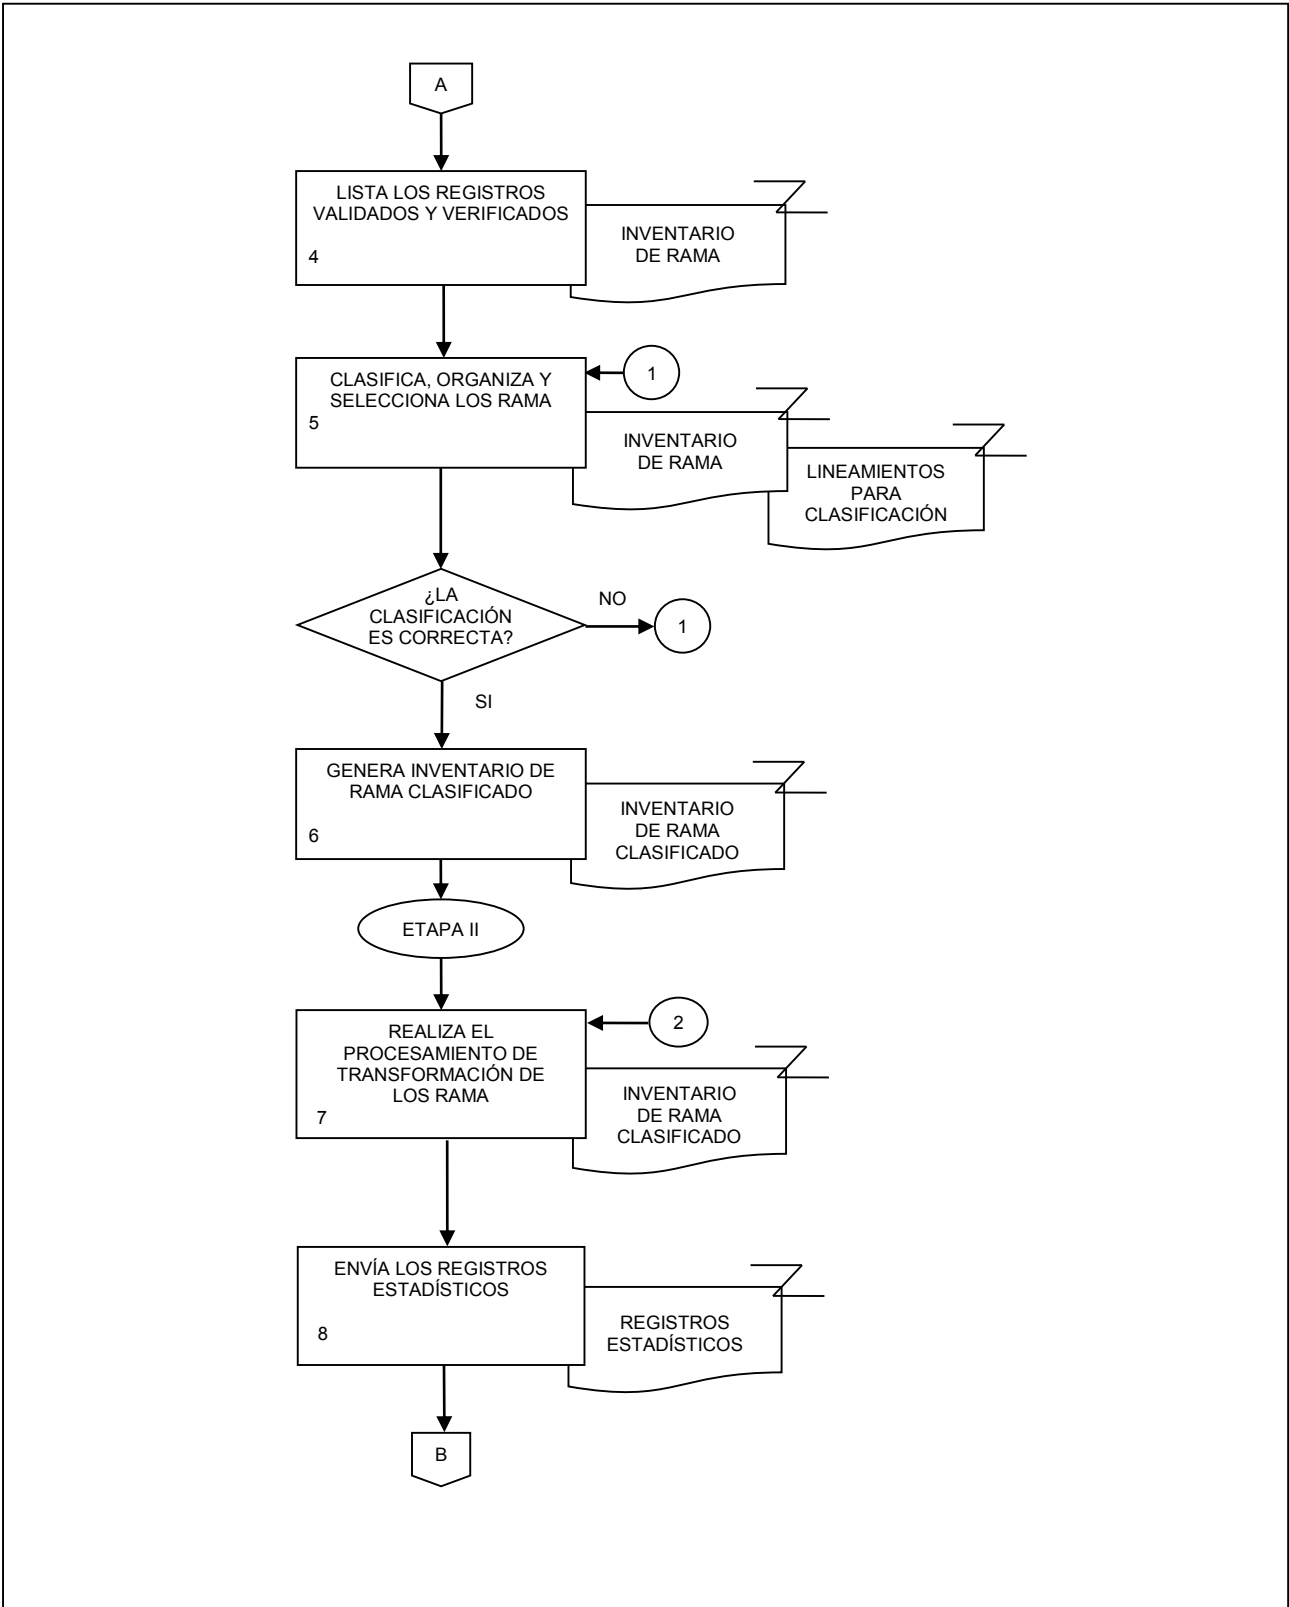 A
LISTA LOS REGISTROS
VALIDADOS Y VERIFICADOS
4
INVENTARIO
DE RAMA
CLASIFICA, ORGANIZA Y
SELECCIONA LOS RAMA
5
1
INVENTARIO
DE RAMA
LINEAMIENTOS
PARA
CLASIFICACIÓN
¿LA
CLASIFICACIÓN
ES CORRECTA?
NO
1
SI
GENERA INVENTARIO DE
RAMA CLASIFICADO
6
INVENTARIO
DE RAMA
CLASIFICADO
ETAPA II
REALIZA EL
PROCESAMIENTO DE
TRANSFORMACIÓN DE
LOS RAMA
7
2
INVENTARIO
DE RAMA
CLASIFICADO
ENVÍA LOS REGISTROS
ESTADÍSTICOS
8
REGISTROS
ESTADÍSTICOS
B